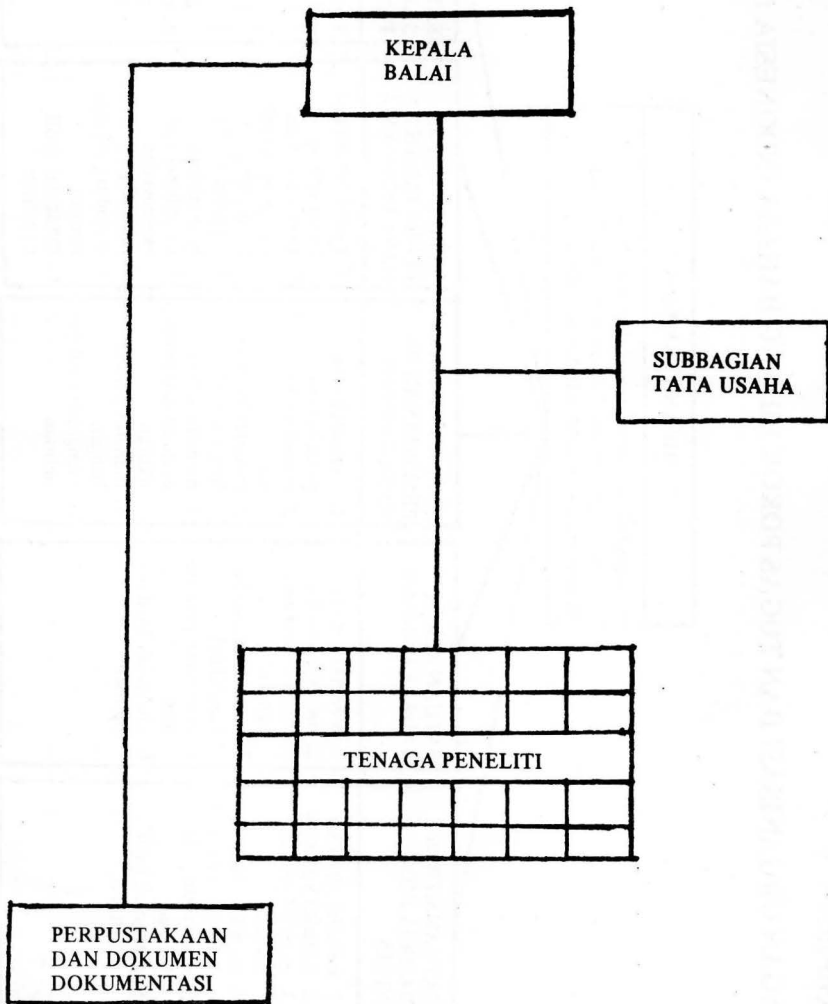 KEPALA
BALAI
SUBBAGIAN
TATA USAHA
TENAGA PENELITI
PERPUSTAKAAN
DAN DOKUMEN
DOKUMENTASI